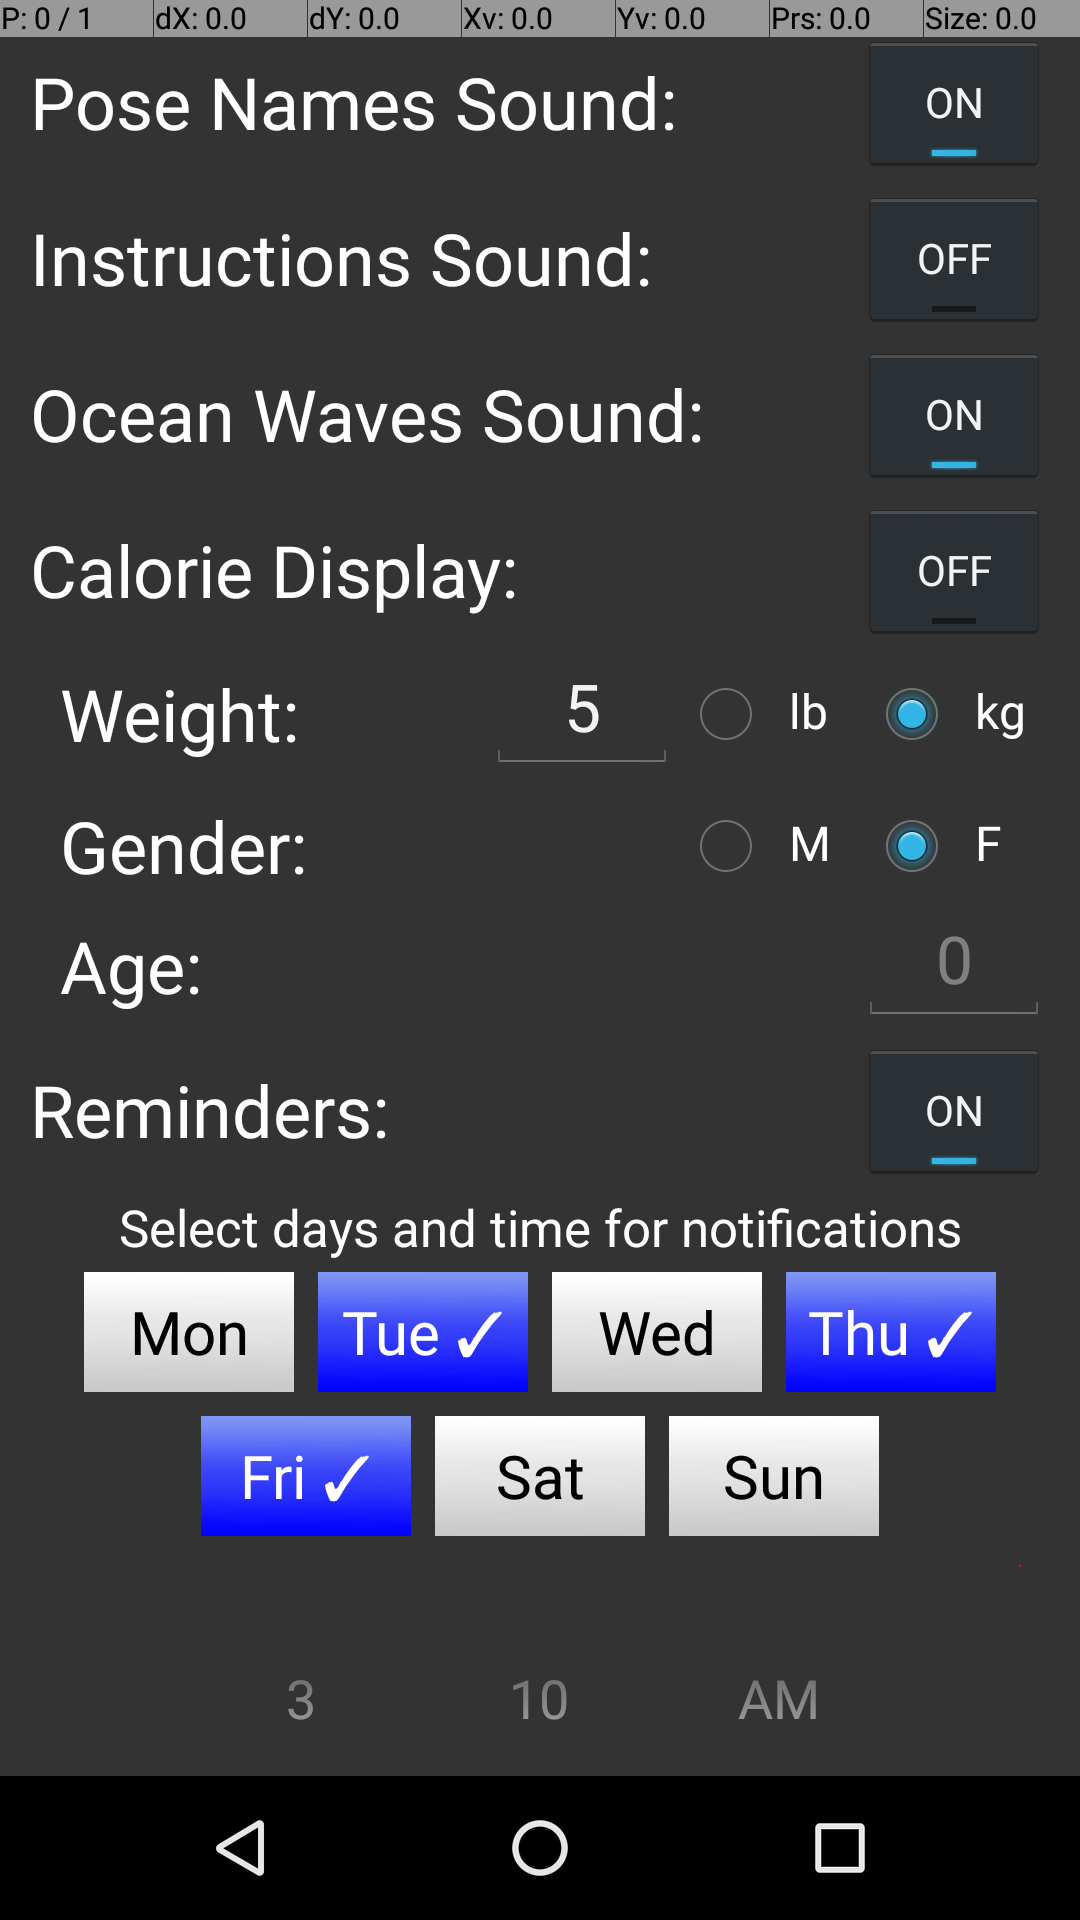 P: 0 / 1 dX: 0.0 dY: 0.0 Xv: 0.0 Yv: 0.0 Prs: 0.0 Size: 0.0
Pose Names Sound: ON
Instructions Sound: OFF
Ocean Waves Sound: ON
Calorie Display: OFF
Weight: 5 lb kg
Gender: M F
Age: 0
Reminders: ON
Select days and time for notifications
Mon Tue ✓ Wed Thu ✓
Fri ✓ Sat Sun
3 10 AM